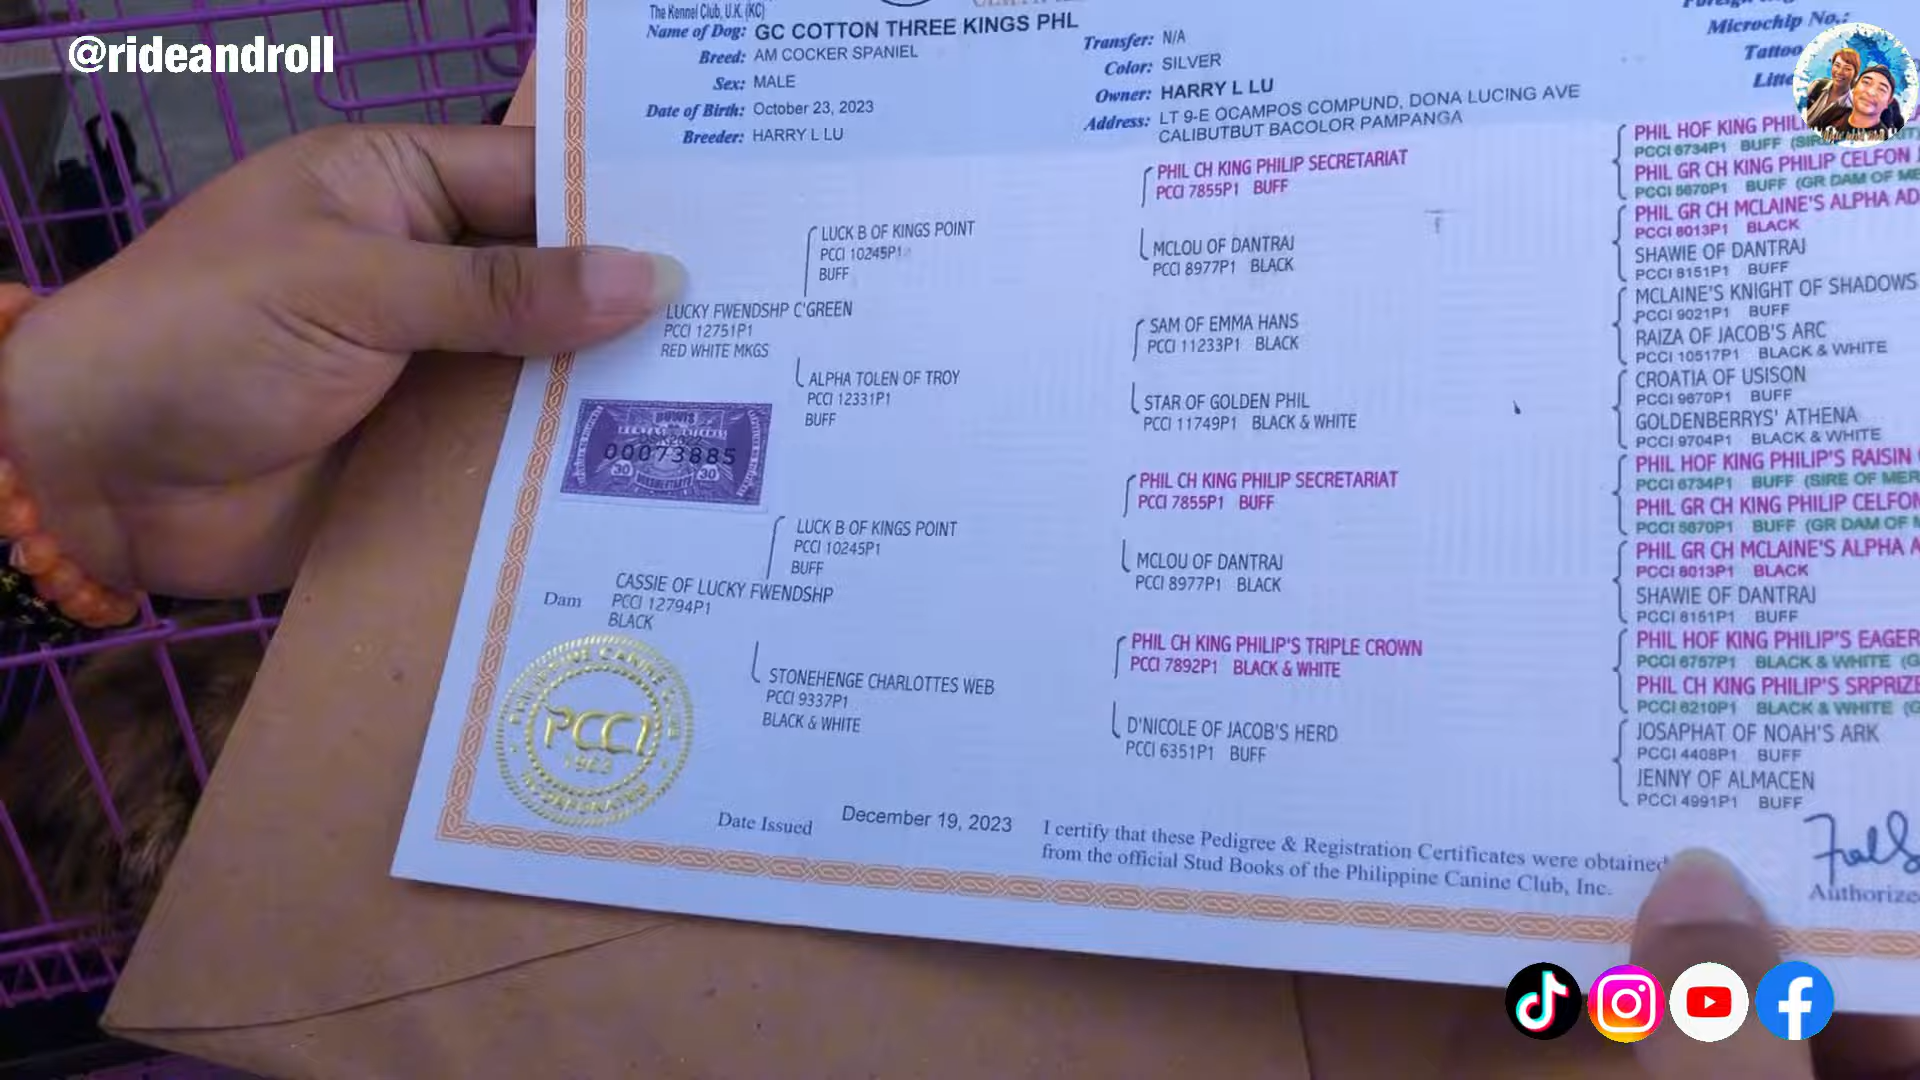 @rideandroll
The Kennel Club, U.K. (KC)
Name of Dog: GC COTTON THREE KINGS PHL
Breed: AM COCKER SPANIEL
Sex: MALE
Date of Birth: October 23, 2023
Breeder: HARRY L LU
Transfer: N/A
Color: SILVER
Owner: HARRY L LU
Address: LT 9-E OCAMPOS COMPUND, DONA LUCING AVE
CALIBUTBUT BACOLOR PAMPANGA
Microchip No.:
Tattoo
LUCKY FWENDSHP C'GREEN
PCCI 12751P1
RED WHITE MKGS
LUCK B OF KINGS POINT
PCCI 10245P1
BUFF
ALPHA TOLEN OF TROY
PCCI 12331P1
BUFF
PHIL CH KING PHILIP SECRETARIAT
PCCI 7855P1 BUFF
MCLOU OF DANTRAJ
PCCI 8977P1 BLACK
SAM OF EMMA HANS
PCCI 11233P1 BLACK
STAR OF GOLDEN PHIL
PCCI 11749P1 BLACK & WHITE
PHIL HOF KING
PCCI 6734P1 BUFF
PHIL GR CH KING PHILIP CELFON
PCCI 5670P1 BUFF (GR DAM OF
PHIL GR CH MCLAINE'S ALPHA
PCCI 8013P1 BLACK
SHAWIE OF DANTRAJ
PCCI 8151P1 BUFF
MCLAINE'S KNIGHT OF SHADOWS
PCCI 9021P1 BUFF
RAIZA OF JACOB'S ARC
PCCI 10517P1 BLACK & WHITE
CROATIA OF USISON
PCCI 9870P1 BUFF
GOLDENBERRYS' ATHENA
PCCI 9704P1 BLACK & WHITE
00073885
30 30
Dam
CASSIE OF LUCKY FWENDSHP
PCCI 12794P1
BLACK
LUCK B OF KINGS POINT
PCCI 10245P1
BUFF
STONEHENGE CHARLOTTES WEB
PCCI 9337P1
BLACK & WHITE
PHIL CH KING PHILIP SECRETARIAT
PCCI 7855P1 BUFF
MCLOU OF DANTRAJ
PCCI 8977P1 BLACK
PHIL CH KING PHILIP'S TRIPLE CROWN
PCCI 7892P1 BLACK & WHITE
D'NICOLE OF JACOB'S HERD
PCCI 6351P1 BUFF
PHIL HOF KING PHILIP'S RAISIN
PCCI 6734P1 BUFF (SIRE OF
PHIL GR CH KING PHILIP CELFON
PCCI 5670P1 BUFF (GR DAM OF
PHIL GR CH MCLAINE'S ALPHA
PCCI 8013P1 BLACK
SHAWIE OF DANTRAJ
PCCI 8151P1 BUFF
PHIL HOF KING PHILIP'S
PCCI 6757P1 BLACK & WHITE
PHIL CH KING PHILIP'S
PCCI 6210P1 BLACK & WHITE
JOSAPHAT OF NOAH'S ARK
PCCI 4408P1 BUFF
JENNY OF ALMACEN
PCCI 4991P1 BUFF
PHILIPPINE CANINE CLUB
PCCI
1963
INCORPORATED
Date Issued December 19, 2023
I certify that these Pedigree & Registration Certificates were obtained
from the official Stud Books of the Philippine Canine Club, Inc.